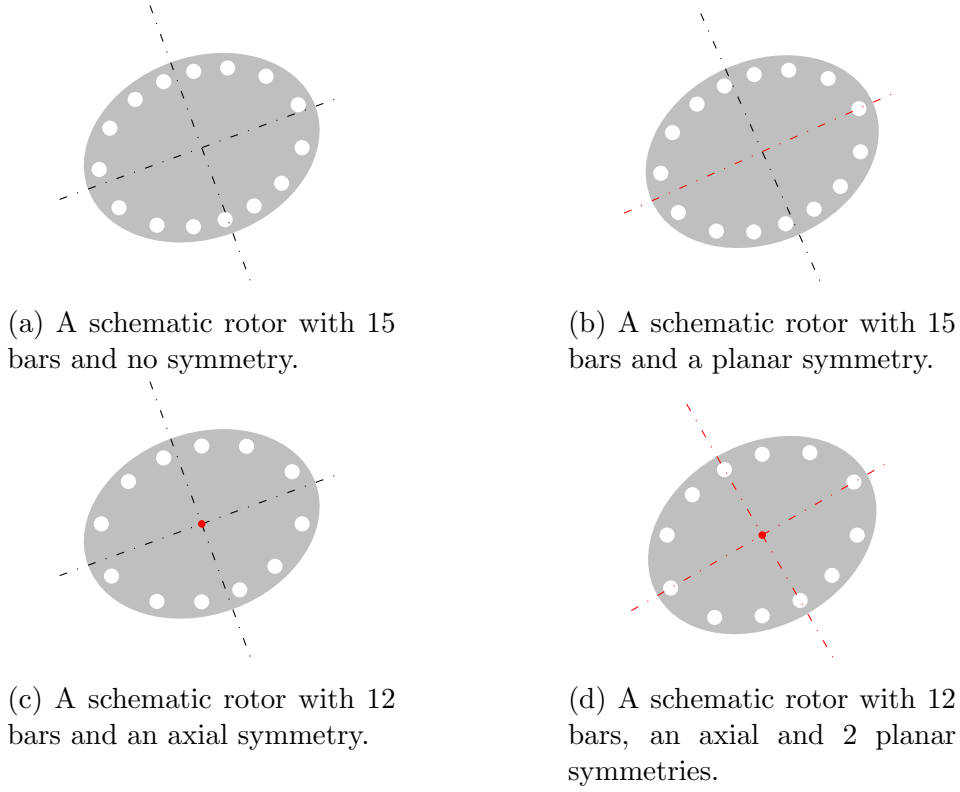 (a) A schematic rotor with 15
bars and no symmetry.
(b) A schematic rotor with 15
bars and a planar symmetry.
(c) A schematic rotor with 12
bars and an axial symmetry.
(d) A schematic rotor with 12
bars, an axial and 2 planar
symmetries.